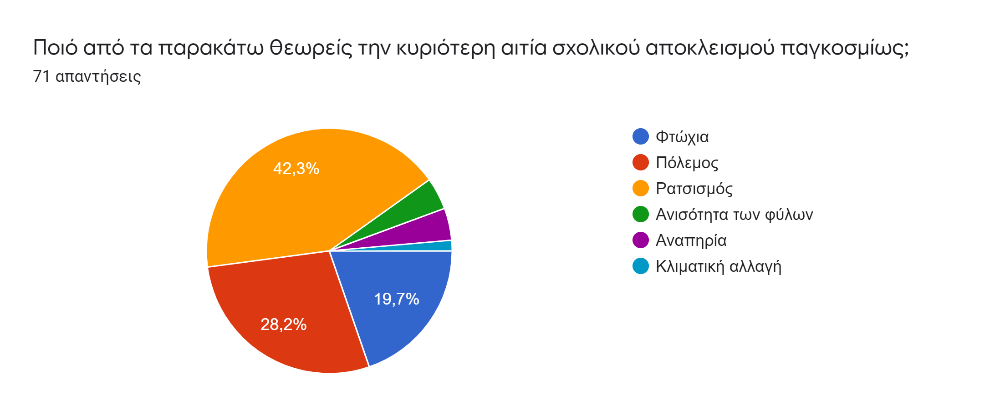 Ποιό από τα παρακάτω θεωρείς την κυριότερη αιτία σχολικού αποκλεισμού παγκοσμίως;
71 απαντήσεις
42,3%
19,7%
28,2%
Φτώχια
Πόλεμος
Ρατσισμός
Ανισότητα των φύλων
Αναπηρία
Κλιματική αλλαγή